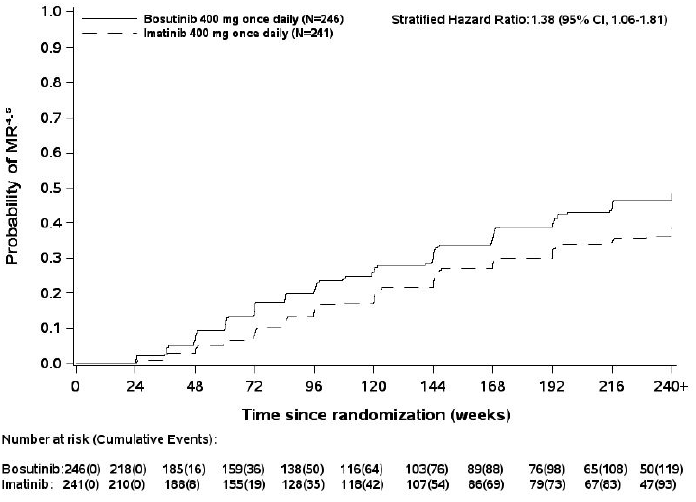 Bosutinib 400 mg once daily (N=246)
Imatinib 400 mg once daily (N=241)
Stratified Hazard Ratio: 1.38 (95% CI, 1.06-1.81)
Probability of MR⁴·⁵
1.0
0.9
0.8
0.7
0.6
0.5
0.4
0.3
0.2
0.1
0.0
0 24 48 72 96 120 144 168 192 216 240+
Time since randomization (weeks)
Number at risk (Cumulative Events):
Bosutinib: 246(0) 218(0) 185(16) 159(36) 138(50) 116(64) 103(76) 89(88) 76(98) 65(108) 50(119)
Imatinib: 241(0) 210(0) 188(8) 155(19) 128(35) 118(42) 107(54) 86(69) 79(73) 67(83) 47(93)